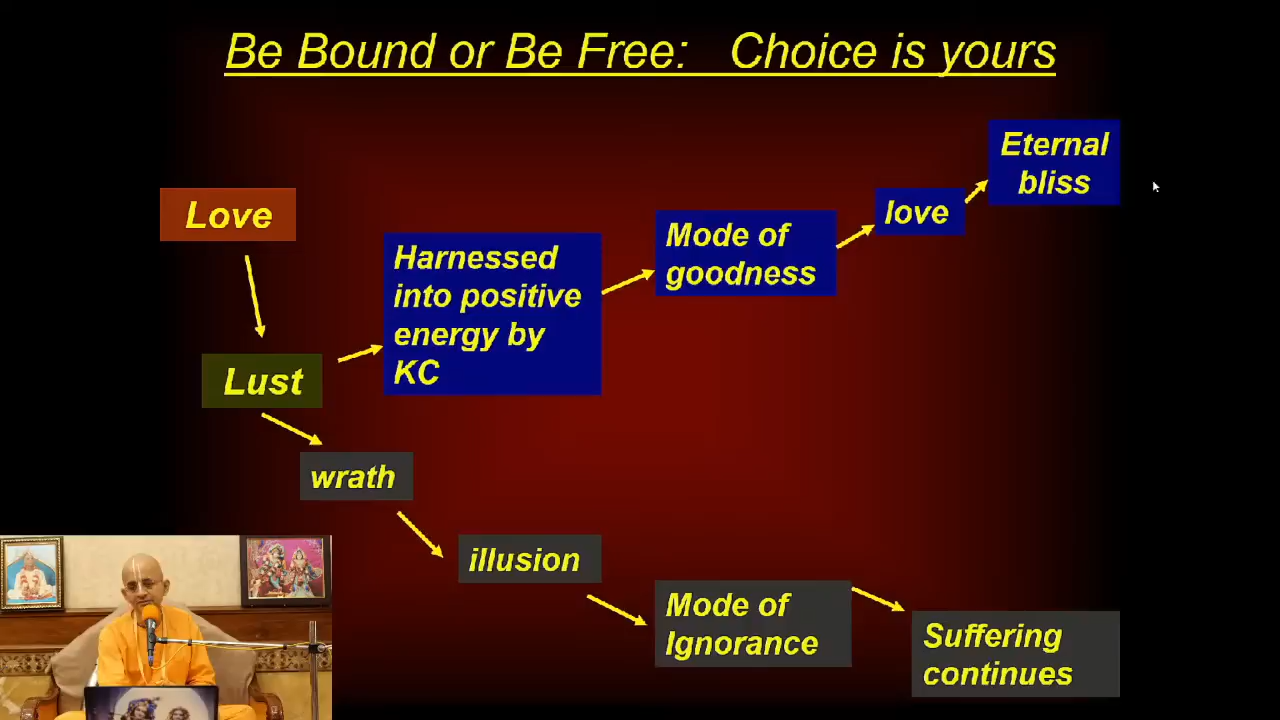 Be Bound or Be Free: Choice is yours
Love
Lust
Harnessed
into positive
energy by
KC
Mode of
goodness
love
Eternal
bliss
wrath
illusion
Mode of
Ignorance
Suffering
continues